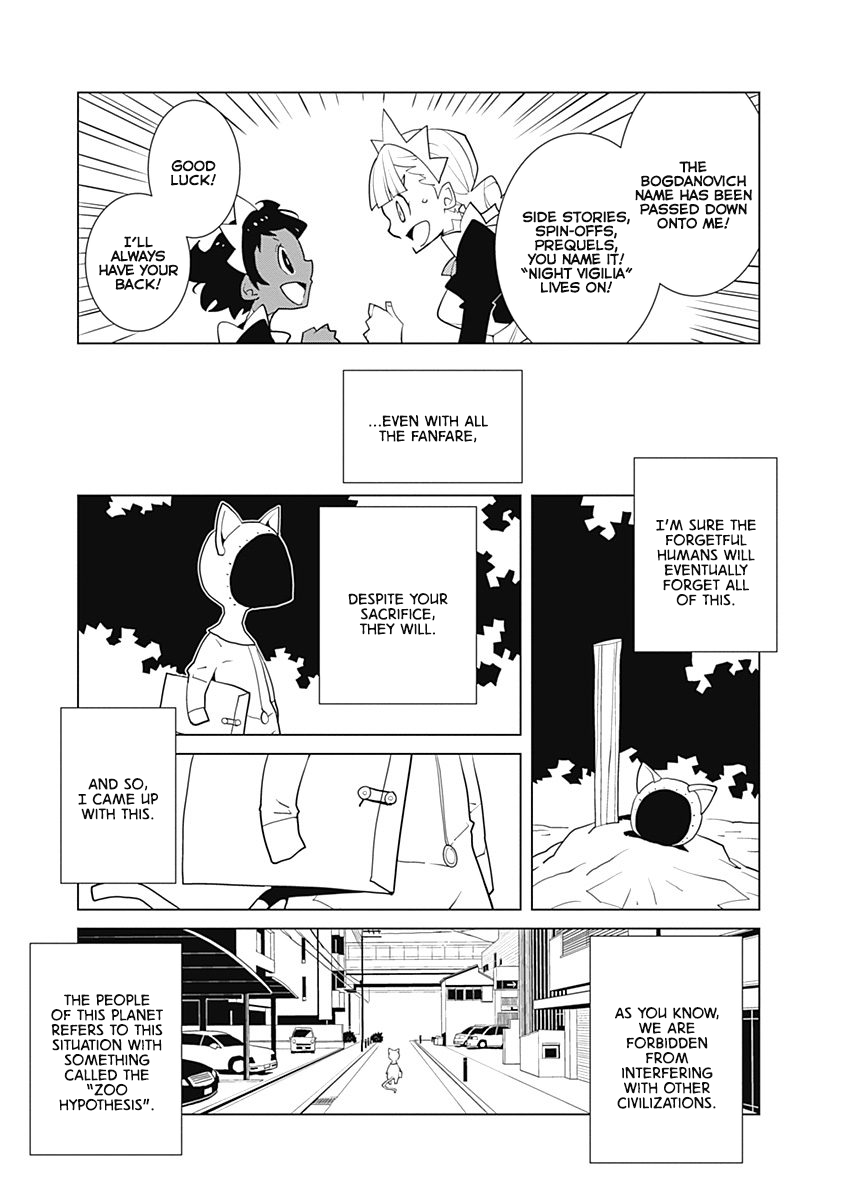 THE
BOGDANOVICH
NAME HAS BEEN
PASSED DOWN
ONTO ME!
SIDE STORIES,
SPIN-OFFS,
PREQUELS,
YOU NAME IT!
"NIGHT VIGILIA"
LIVES ON!
GOOD
LUCK!
I'LL
ALWAYS
HAVE YOUR
BACK!
...EVEN WITH ALL
THE FANFARE,
I'M SURE THE
FORGETFUL
HUMANS WILL
EVENTUALLY
FORGET ALL
OF THIS.
DESPITE YOUR
SACRIFICE,
THEY WILL.
AND SO,
I CAME UP
WITH THIS.
AS YOU KNOW,
WE ARE
FORBIDDEN
FROM
INTERFERING
WITH OTHER
CIVILIZATIONS.
THE PEOPLE
OF THIS PLANET
REFERS TO THIS
SITUATION WITH
SOMETHING
CALLED THE
"ZOO
HYPOTHESIS".